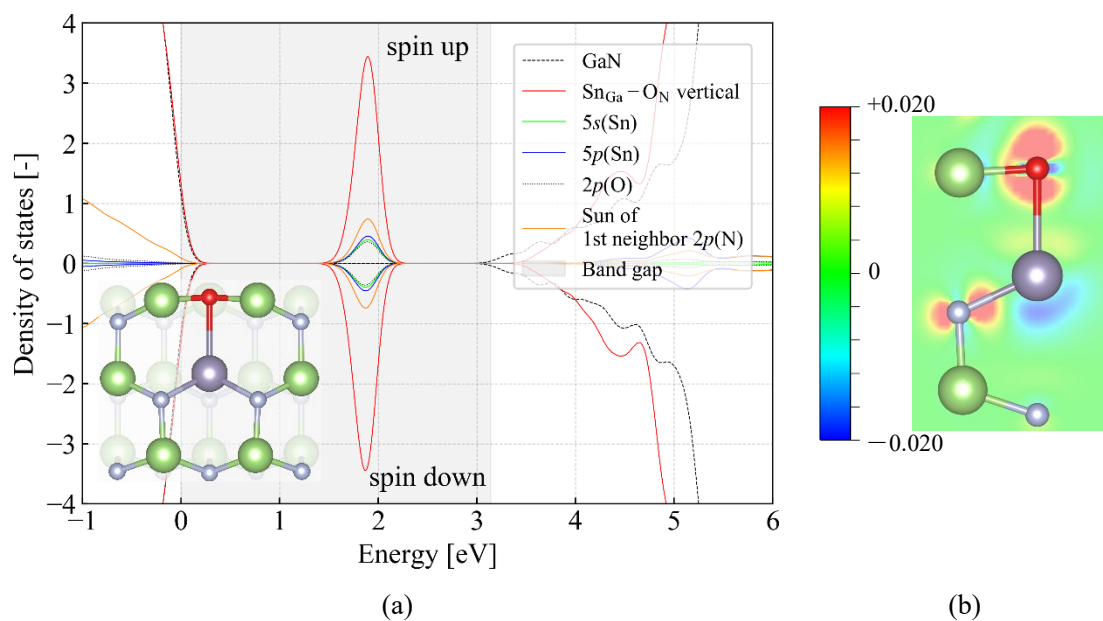 4
3
2
1
0
−1
−2
−3
−4
Density of states [-]
−1 0 1 2 3 4 5 6
Energy [eV]
spin up
spin down
GaN
SnGa−ON vertical
5s(Sn)
5p(Sn)
2p(O)
Sun of
1st neighbor 2p(N)
Band gap
(a)
+0.020
0
−0.020
(b)